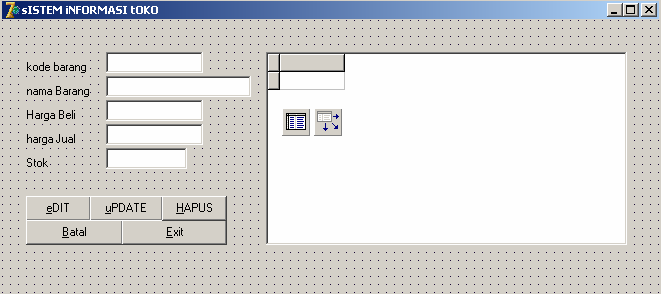 sISTEM iNFORMASI tOKO
kode barang
nama Barang
Harga Beli
harga Jual
Stok
eDIT uPDATE HAPUS
Batal Exit